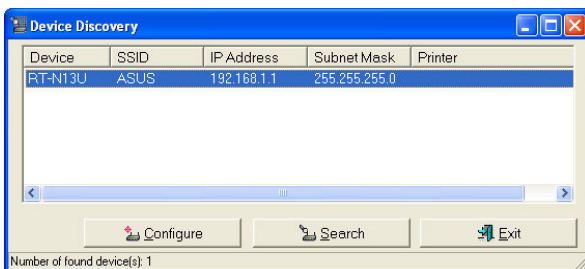 Device Discovery
Device SSID IP Address Subnet Mask Printer
RT-N13U ASUS 192.168.1.1 255.255.255.0
Configure Search Exit
Number of found device(s): 1